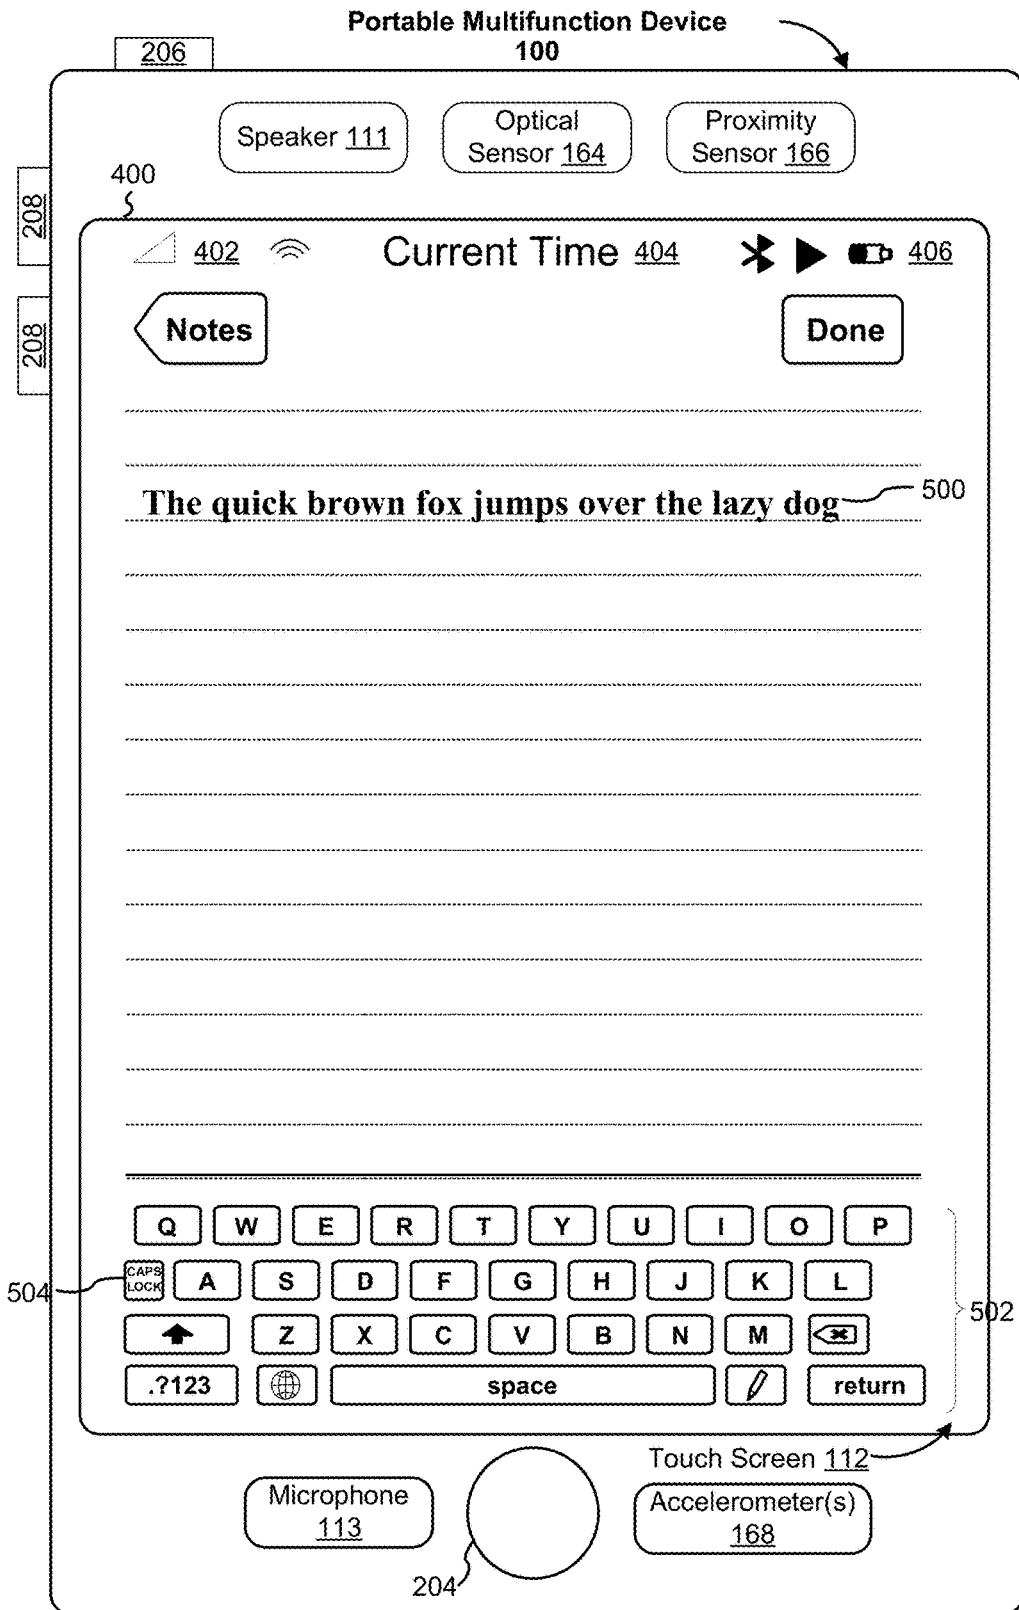 Portable Multifunction Device
100
206
Speaker 111
Optical
Sensor 164
Proximity
Sensor 166
208
400
402 Current Time 404 406
208
Notes Done
The quick brown fox jumps over the lazy dog 500
Q W E R T Y U I O P
504 CAPS LOCK A S D F G H J K L
502
Z X C V B N M
.?123 space return
Touch Screen 112
Microphone
113
Accelerometer(s)
168
204